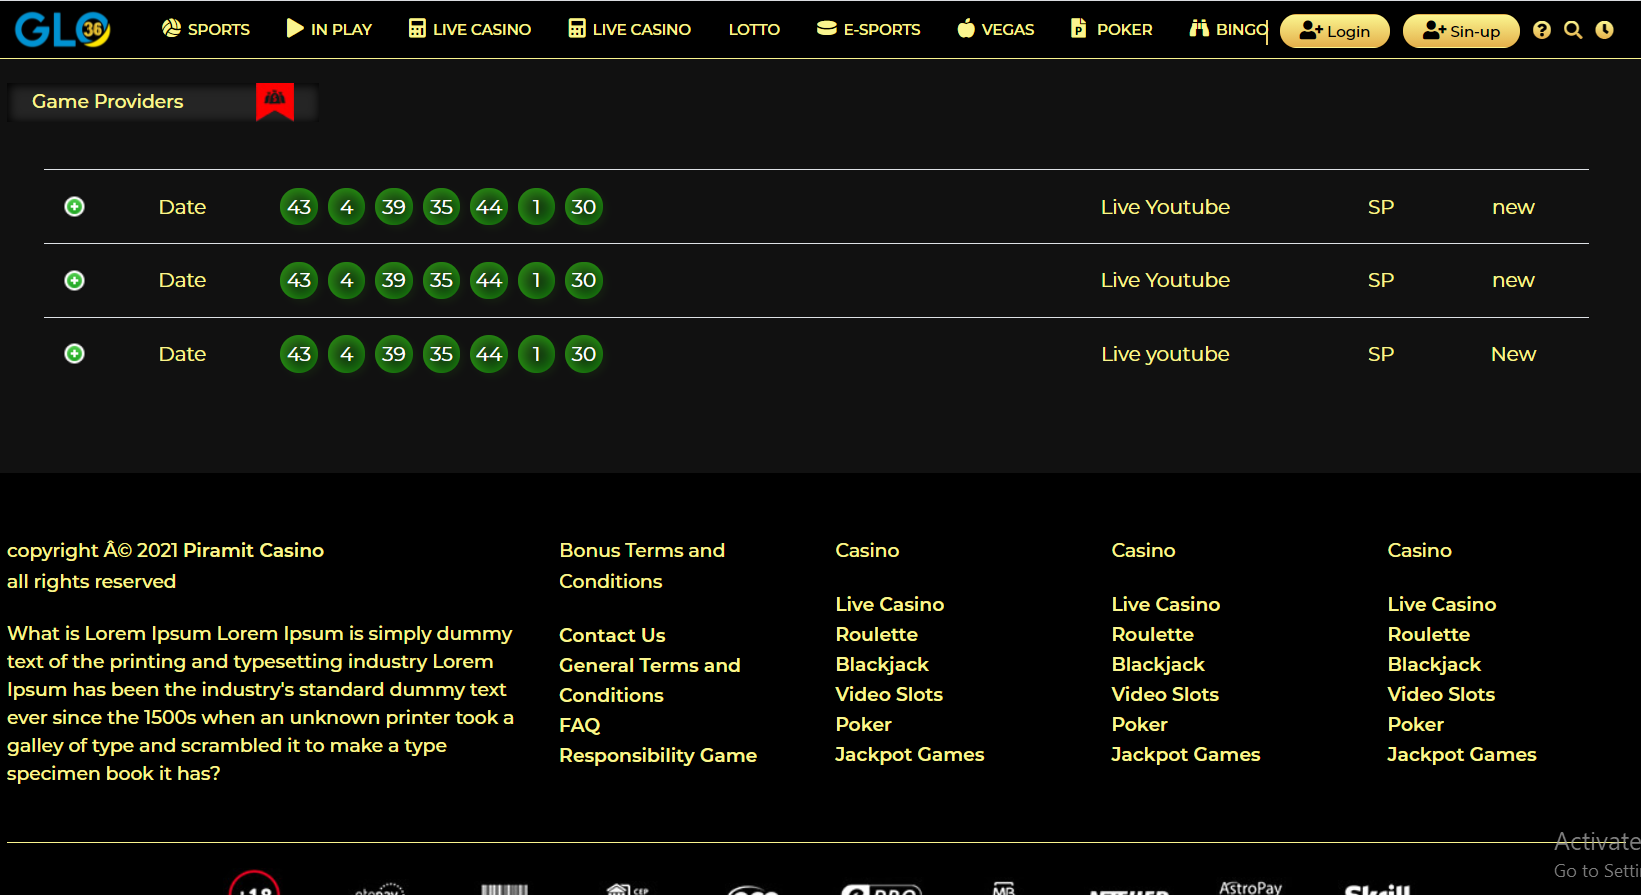 GLO 36
SPORTS IN PLAY LIVE CASINO LIVE CASINO LOTTO E-SPORTS VEGAS POKER BINGO Login Sin-up
Game Providers
Date 43 4 39 35 44 1 30 Live Youtube SP new
Date 43 4 39 35 44 1 30 Live Youtube SP new
Date 43 4 39 35 44 1 30 Live youtube SP New
copyright Â© 2021 Piramit Casino
all rights reserved
What is Lorem Ipsum Lorem Ipsum is simply dummy
text of the printing and typesetting industry Lorem
Ipsum has been the industry's standard dummy text
ever since the 1500s when an unknown printer took a
galley of type and scrambled it to make a type
specimen book it has?
Bonus Terms and
Conditions
Contact Us
General Terms and
Conditions
FAQ
Responsibility Game
Casino
Live Casino
Roulette
Blackjack
Video Slots
Poker
Jackpot Games
Casino
Live Casino
Roulette
Blackjack
Video Slots
Poker
Jackpot Games
Casino
Live Casino
Roulette
Blackjack
Video Slots
Poker
Jackpot Games
Activate
Go to Setti
+18 CEP MB AstroPay Skrill